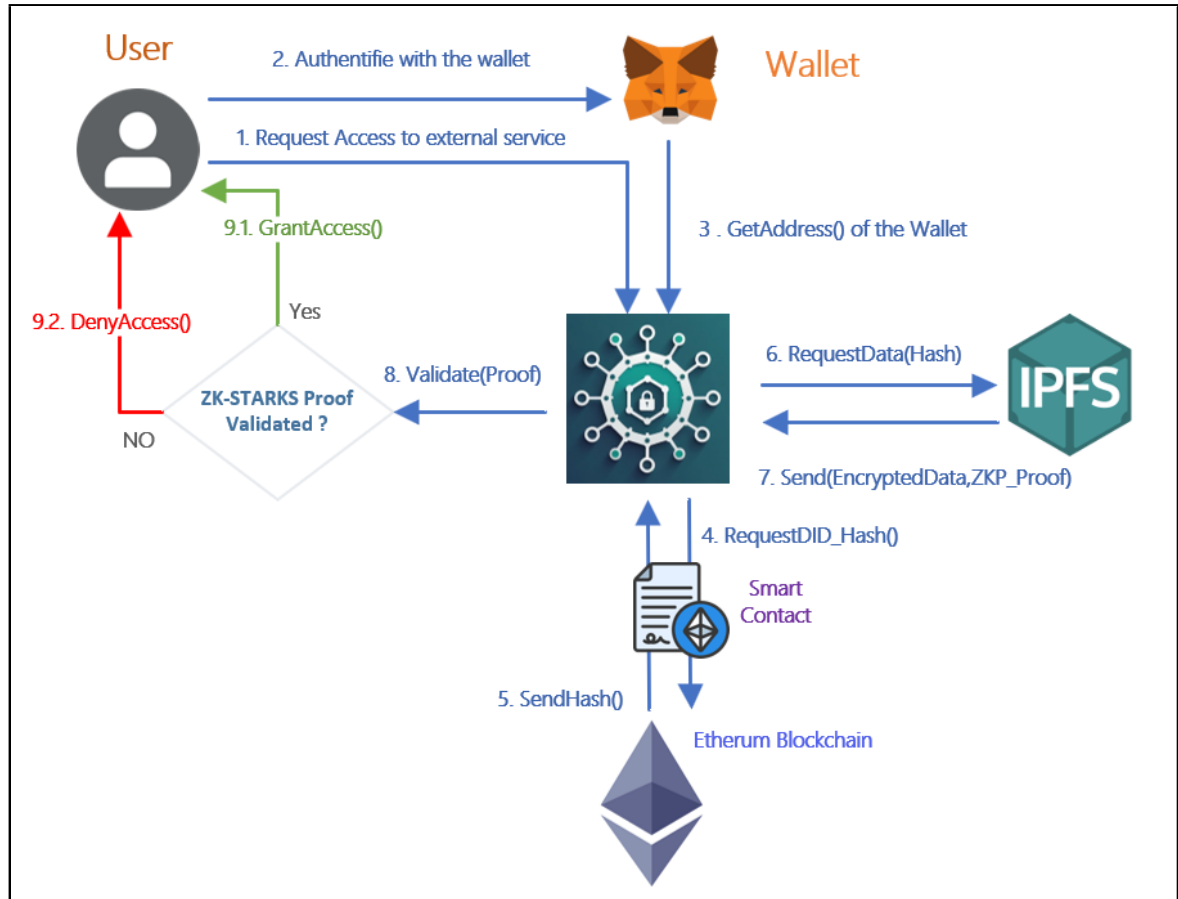 User
2. Authentifie with the wallet
Wallet
1. Request Access to external service
9.1. GrantAccess()
3 . GetAddress() of the Wallet
9.2. DenyAccess()
Yes
6. RequestData(Hash)
8. Validate(Proof)
ZK-STARKS Proof
Validated ?
IPFS
NO
7. Send(EncryptedData,ZKP_Proof)
4. RequestDID_Hash()
Smart
Contact
5. SendHash()
Etherum Blockchain